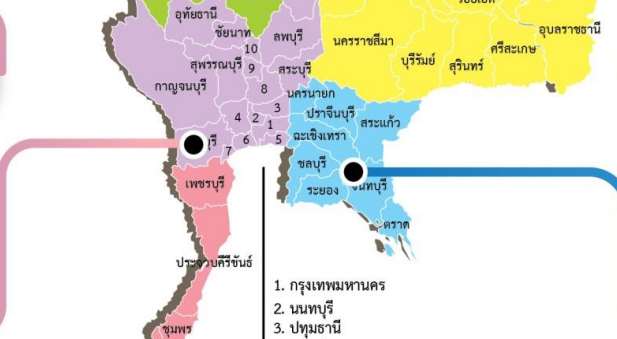 อุทัยธานี
ชัยนาท
ลพบุรี
นครราชสีมา
อุบลราชธานี
ศรีสะเกษ
บุรีรัมย์
สุรินทร์
10
สุพรรณบุรี
9
สระบุรี
กาญจนบุรี
8
นครนายก
3
ปราจีนบุรี
สระแก้ว
4
2
1
ฉะเชิงเทรา
6
5
7
ชลบุรี
เพชรบุรี
ระยอง
ตราด
ประจวบคีรีขันธ์
ชุมพร
1. กรุงเทพมหานคร
2. นนทบุรี
3. ปทุมธานี